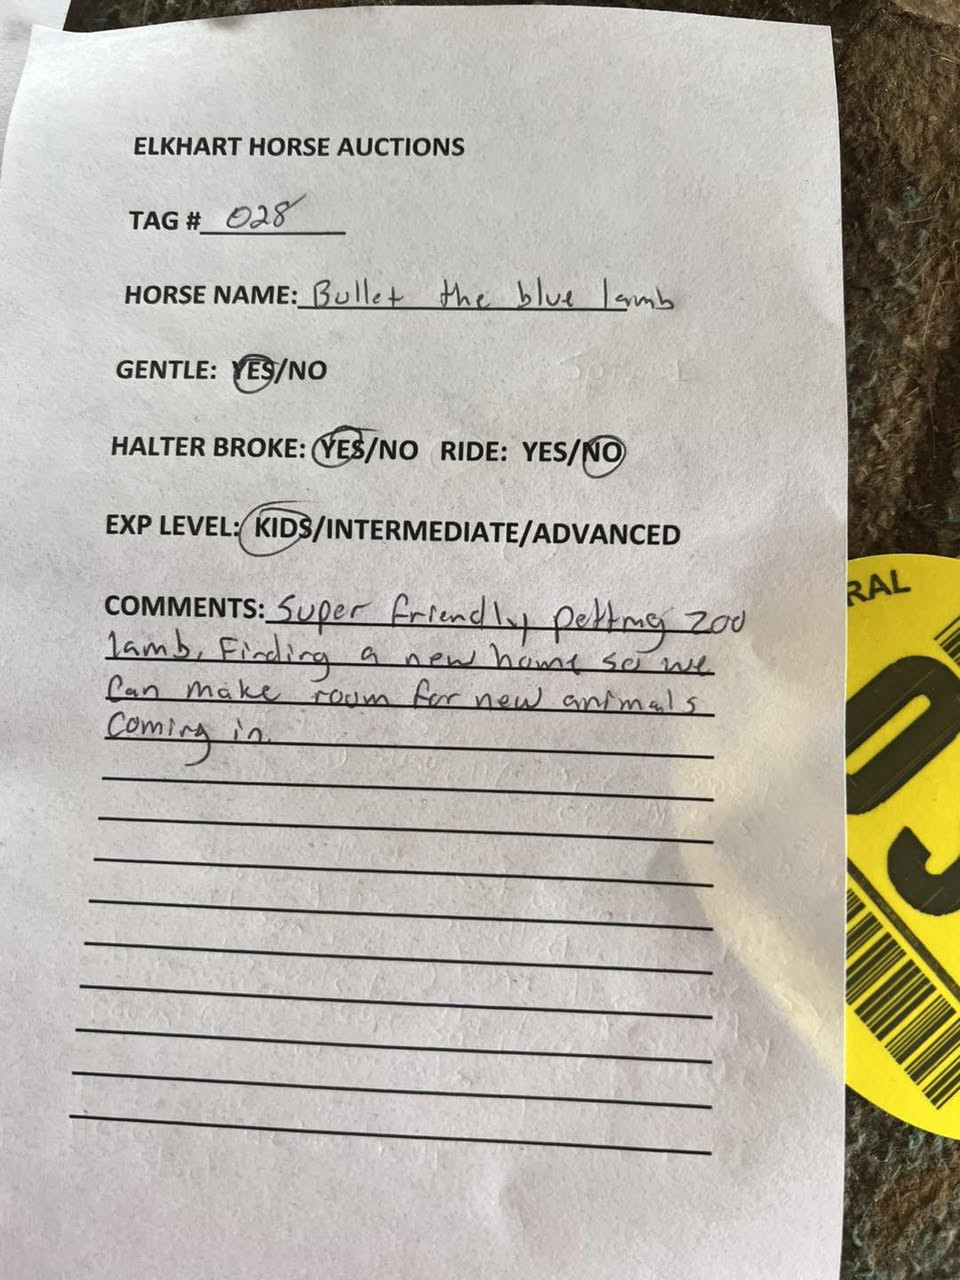 ELKHART HORSE AUCTIONS
TAG # 028
HORSE NAME: Bullet the blue lamb
GENTLE: YES/NO
HALTER BROKE: YES/NO RIDE: YES/NO
EXP LEVEL: KIDS/INTERMEDIATE/ADVANCED
COMMENTS: Super friendly petting zoo
lamb. Finding a new home so we
Can make room for new animals
Coming in.
RAL